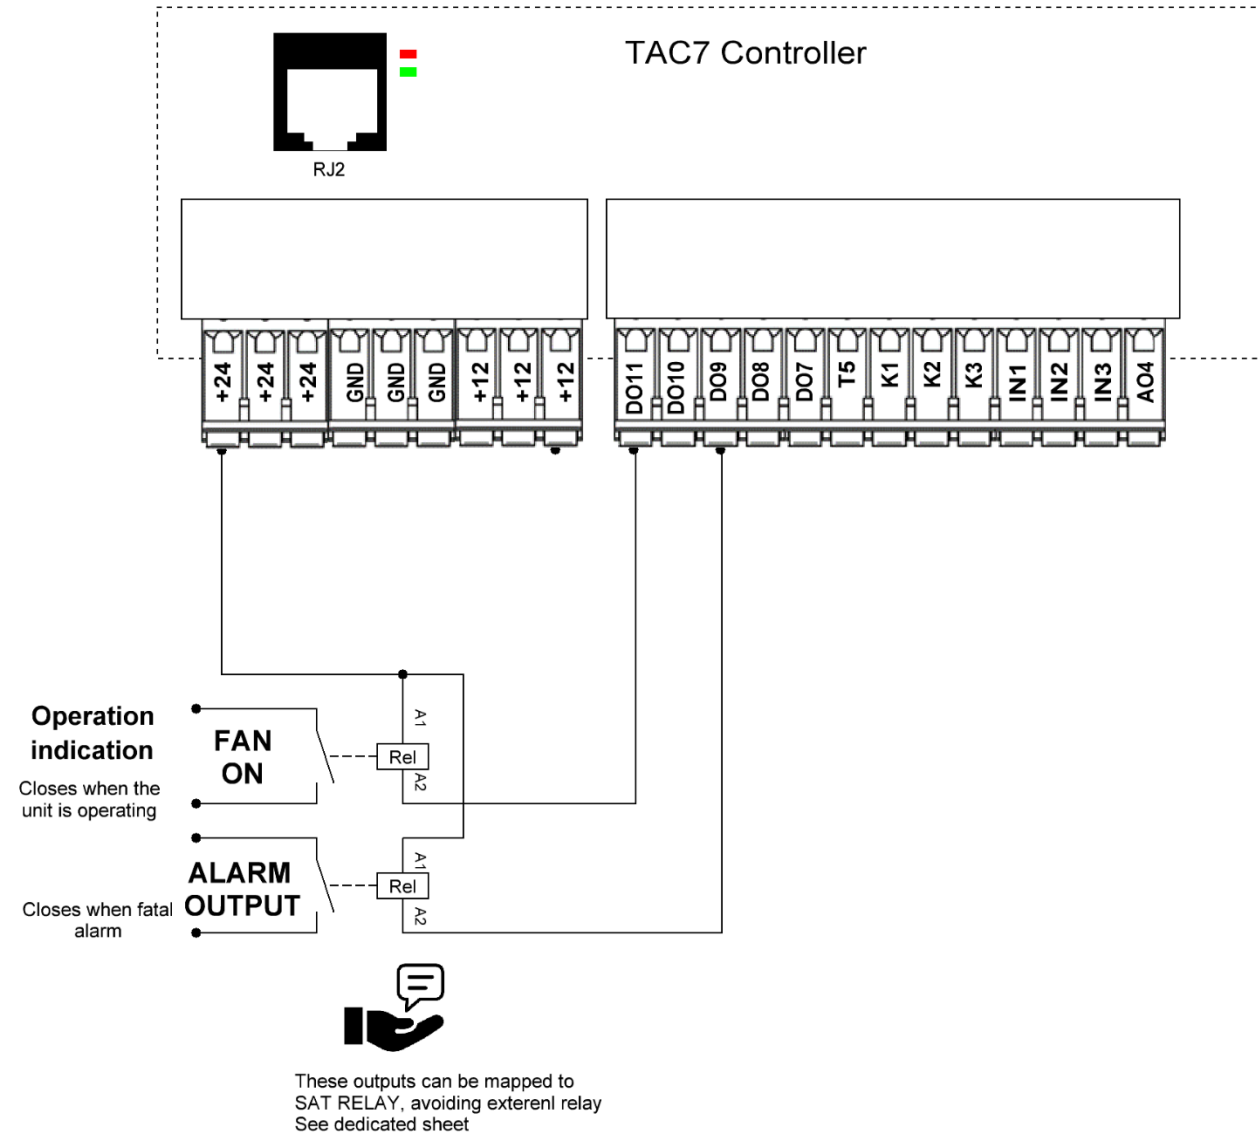 TAC7 Controller
RJ2
+24
+24
+24
GND
GND
GND
+12
+12
+12
DO11
DO10
DO9
DO8
DO7
T5
K1
K2
K3
IN1
IN2
IN3
AO4
Operation
indication
Closes when the
unit is operating
FAN
ON
A1
Rel
A2
ALARM
OUTPUT
Closes when fatal
alarm
A1
Rel
A2
These outputs can be mapped to
SAT RELAY, avoiding exterenl relay
See dedicated sheet